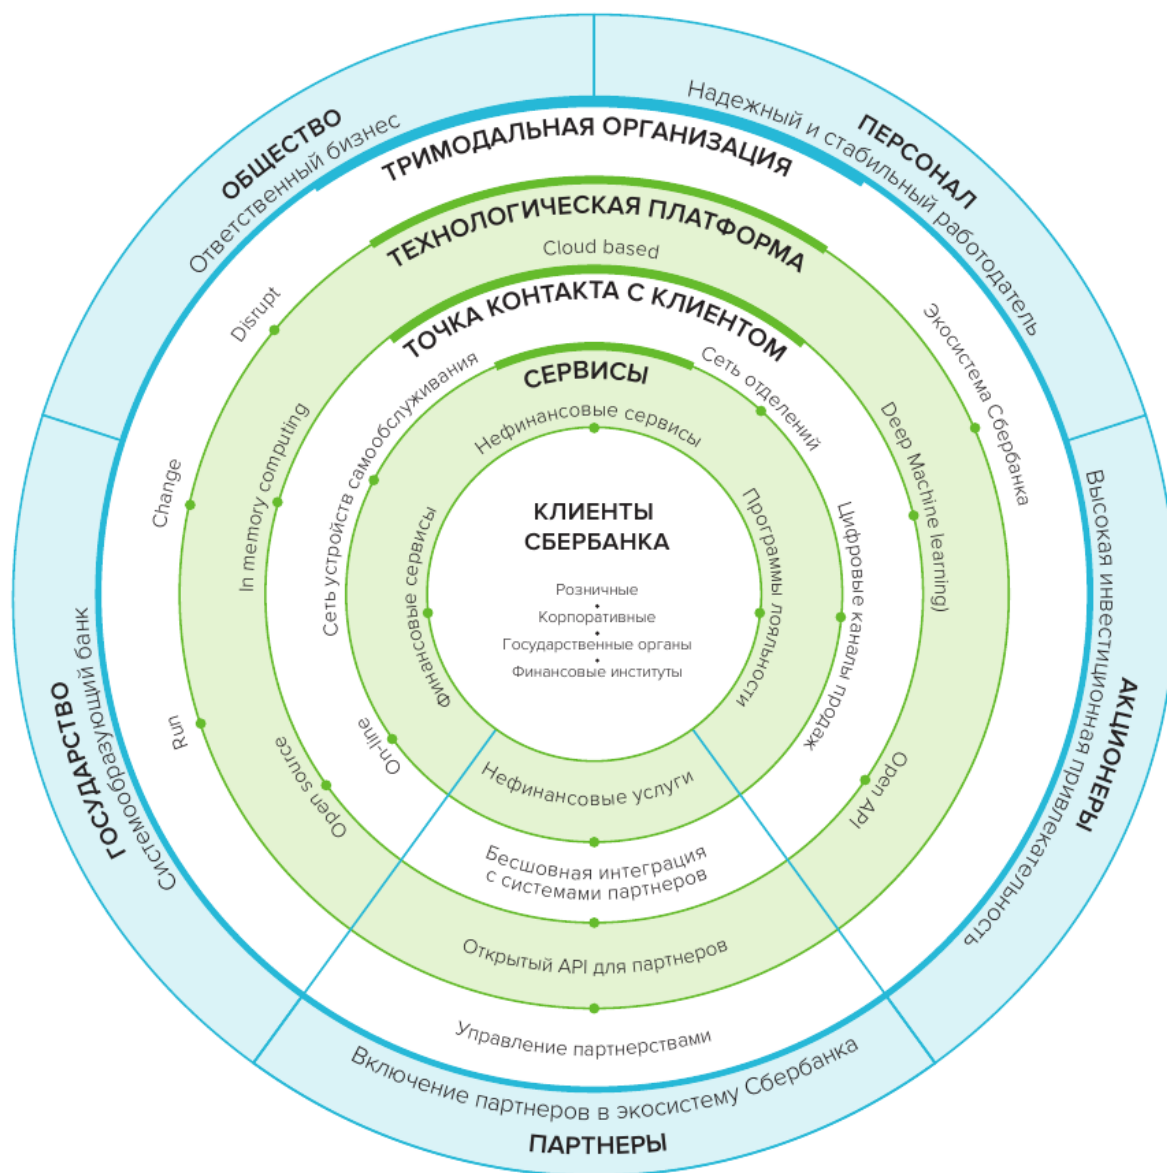 ОБЩЕСТВО
Ответственный бизнес
ПЕРСОНАЛ
Надежный и стабильный работодатель
ГОСУДАРСТВО
Системообразующий банк
АКЦИОНЕРЫ
Высокая инвестиционная привлекательность
ТРИМОДАЛЬНАЯ ОРГАНИЗАЦИЯ
Disrupt
Change
Run
Экосистема Сбербанка
ТЕХНОЛОГИЧЕСКАЯ ПЛАТФОРМА
Cloud based
In memory computing
Open source
Deep Machine learning)
Open API
ТОЧКА КОНТАКТА С КЛИЕНТОМ
Сеть устройств самообслуживания
On-line
Сеть отделений
Цифровые каналы продаж
СЕРВИСЫ
Нефинансовые сервисы
Финансовые сервисы
Программы лояльности
КЛИЕНТЫ
СБЕРБАНКА
Розничные
•
Корпоративные
•
Государственные органы
•
Финансовые институты
Нефинансовые услуги
Бесшовная интеграция
с системами партнеров
Открытый API для партнеров
Управление партнерствами
Включение партнеров в экосистему Сбербанка
ПАРТНЕРЫ